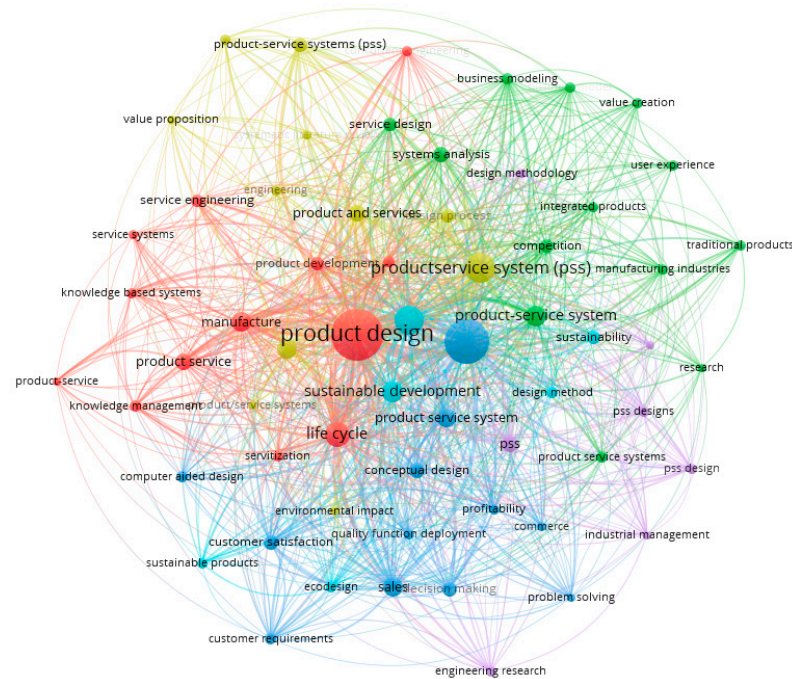 product-service systems (pss)
business modeling
value creation
value proposition
service design
systems analysis
user experience
design methodology
engineering
service engineering
integrated products
product and services
design process
service systems
competition
traditional products
product development
productservice system (pss)
manufacturing industries
knowledge based systems
manufacture
product-service system
product design
sustainability
product service
research
product-service
sustainable development
design method
knowledge management
product/service systems
pss designs
product service system
life cycle
pss
servitization
product service systems
pss design
computer aided design
conceptual design
environmental impact
profitability
commerce
quality function deployment
industrial management
customer satisfaction
sustainable products
ecodesign
sales
decision making
problem solving
customer requirements
engineering research